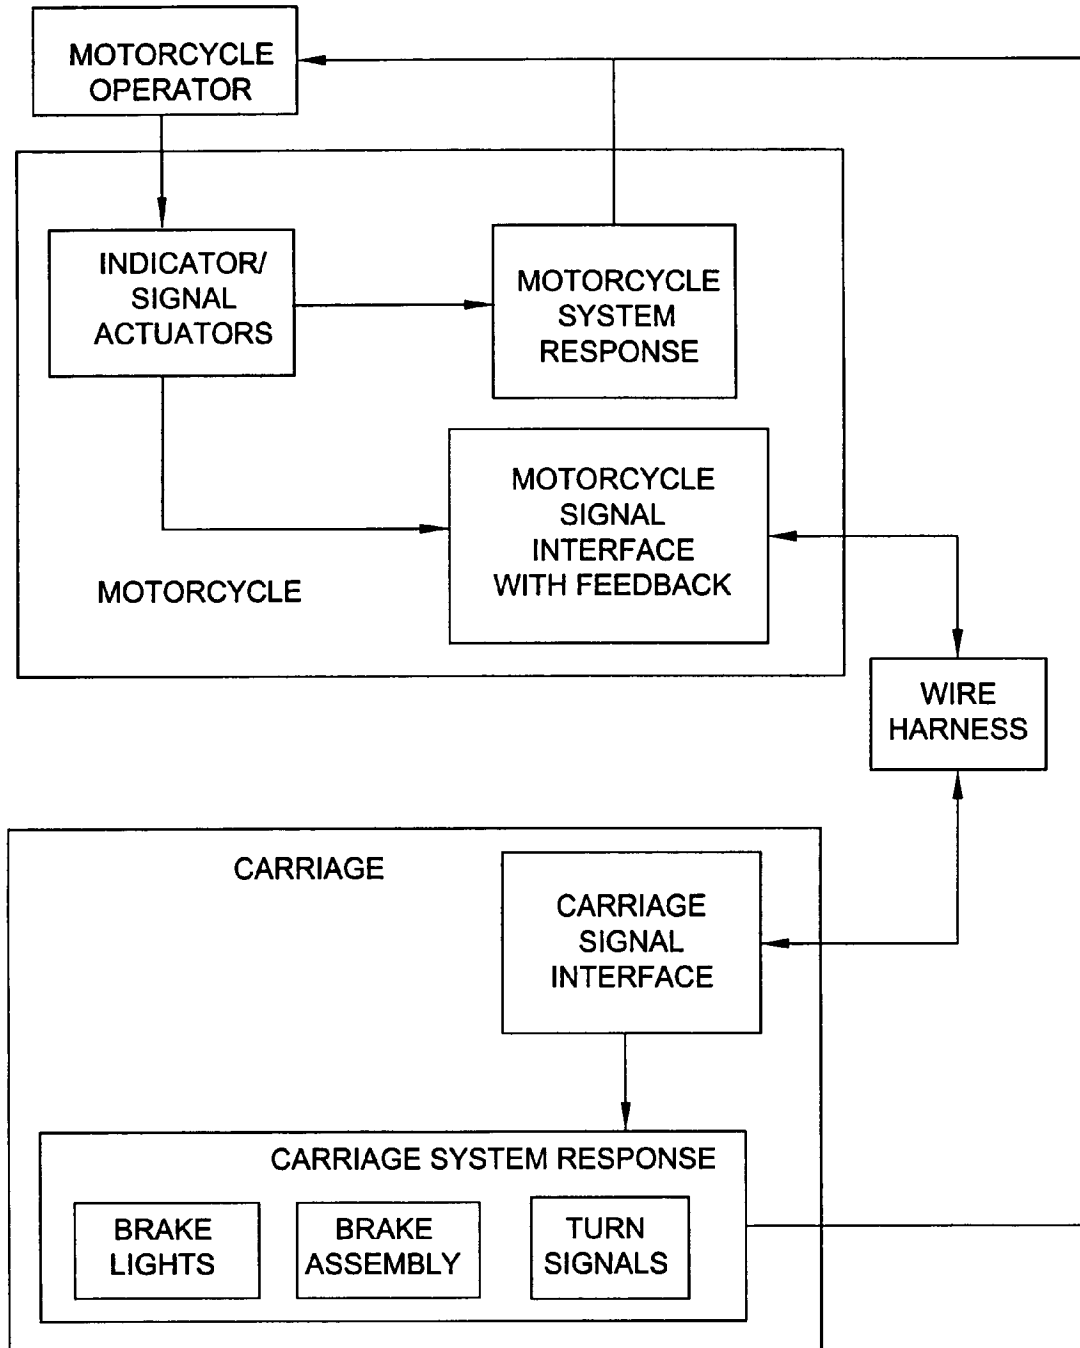 MOTORCYCLE
OPERATOR
INDICATOR/
SIGNAL
ACTUATORS
MOTORCYCLE
SYSTEM
RESPONSE
MOTORCYCLE
SIGNAL
INTERFACE
WITH FEEDBACK
MOTORCYCLE
WIRE
HARNESS
CARRIAGE
CARRIAGE
SIGNAL
INTERFACE
CARRIAGE SYSTEM RESPONSE
BRAKE
LIGHTS
BRAKE
ASSEMBLY
TURN
SIGNALS